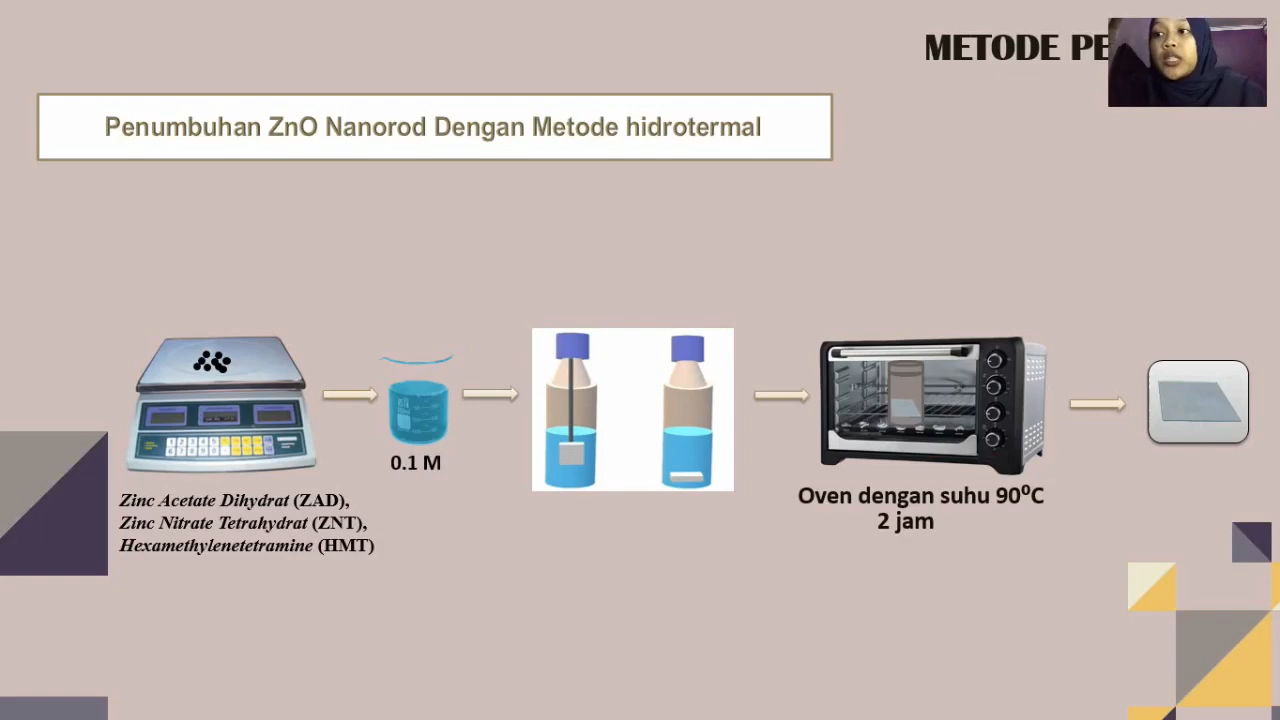 METODE PE
Penumbuhan ZnO Nanorod Dengan Metode hidrotermal
0.1 M
Zinc Acetate Dihydrat (ZAD),
Zinc Nitrate Tetrahydrat (ZNT),
Hexamethylenetetramine (HMT)
Oven dengan suhu 90⁰C
2 jam